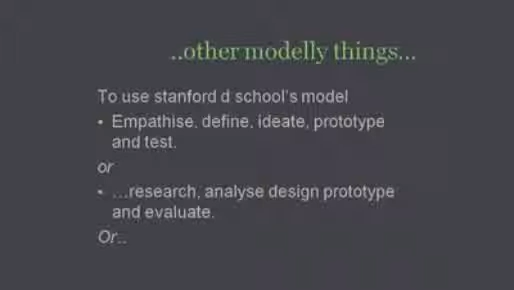 ..other modelly things...
To use stanford d school's model
• Empathise, define, ideate, prototype
and test.
or
• ...research, analyse design prototype
and evaluate.
Or..